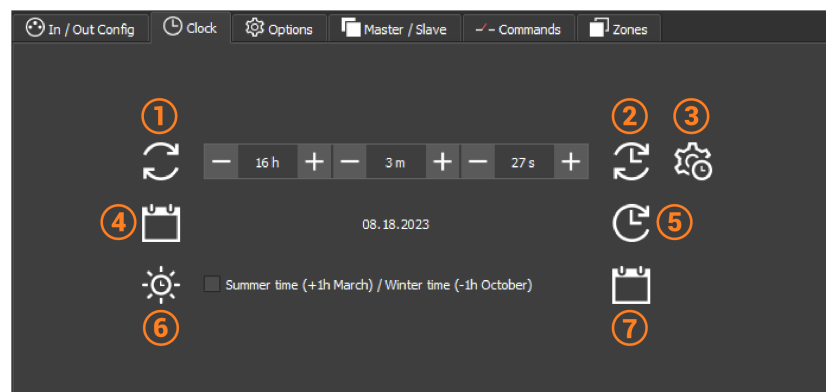 In / Out Config Clock Options Master / Slave Commands Zones
1 2 3
16 h 3 m 27 s
4 08.18.2023 5
Summer time (+1h March) / Winter time (-1h October)
6 7